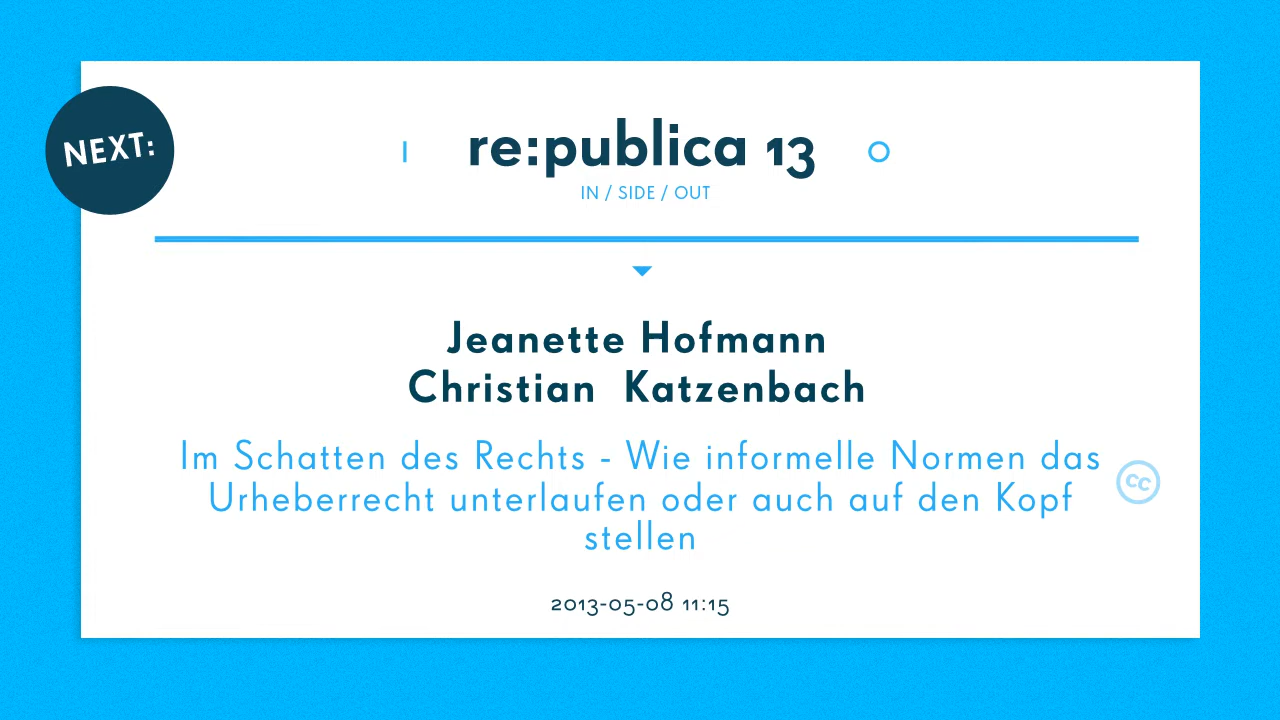 NEXT:
I re:publica 13 O
IN / SIDE / OUT
Jeanette Hofmann
Christian Katzenbach
Im Schatten des Rechts - Wie informelle Normen das
Urheberrecht unterlaufen oder auch auf den Kopf
stellen
cc
2013-05-08 11:15